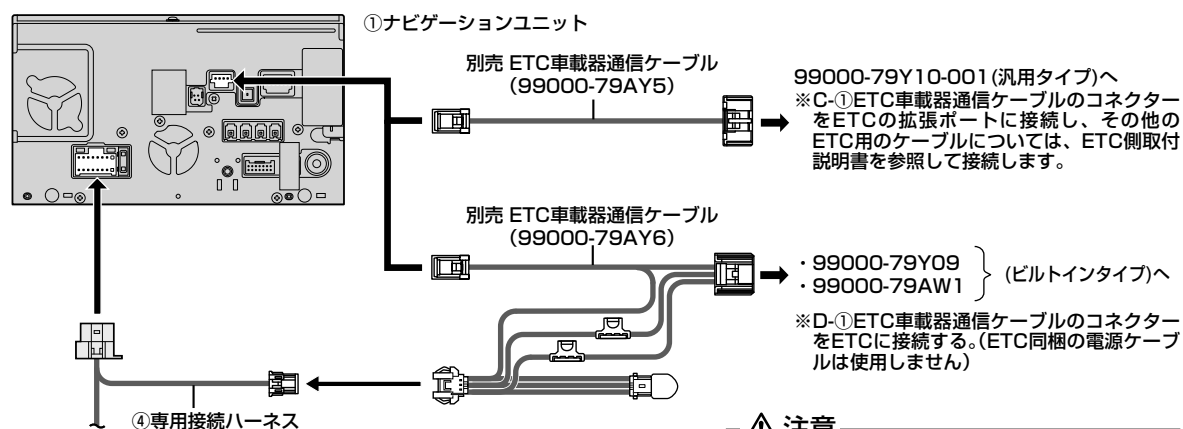 ①ナビゲーションユニット
別売 ETC車載器通信ケーブル
（99000-79AY5）
99000-79Y10-001(汎用タイプ)へ
※C-①ETC車載器通信ケーブルのコネクター
をETCの拡張ポートに接続し、その他の
ETC用のケーブルについては、ETC側取付
説明書を参照して接続します。
別売 ETC車載器通信ケーブル
（99000-79AY6）
・99000-79Y09
・99000-79AW1
(ビルトインタイプ)へ
※D-①ETC車載器通信ケーブルのコネクター
をETCに接続する。(ETC同梱の電源ケーブ
ルは使用しません)
④専用接続ハーネス
注意